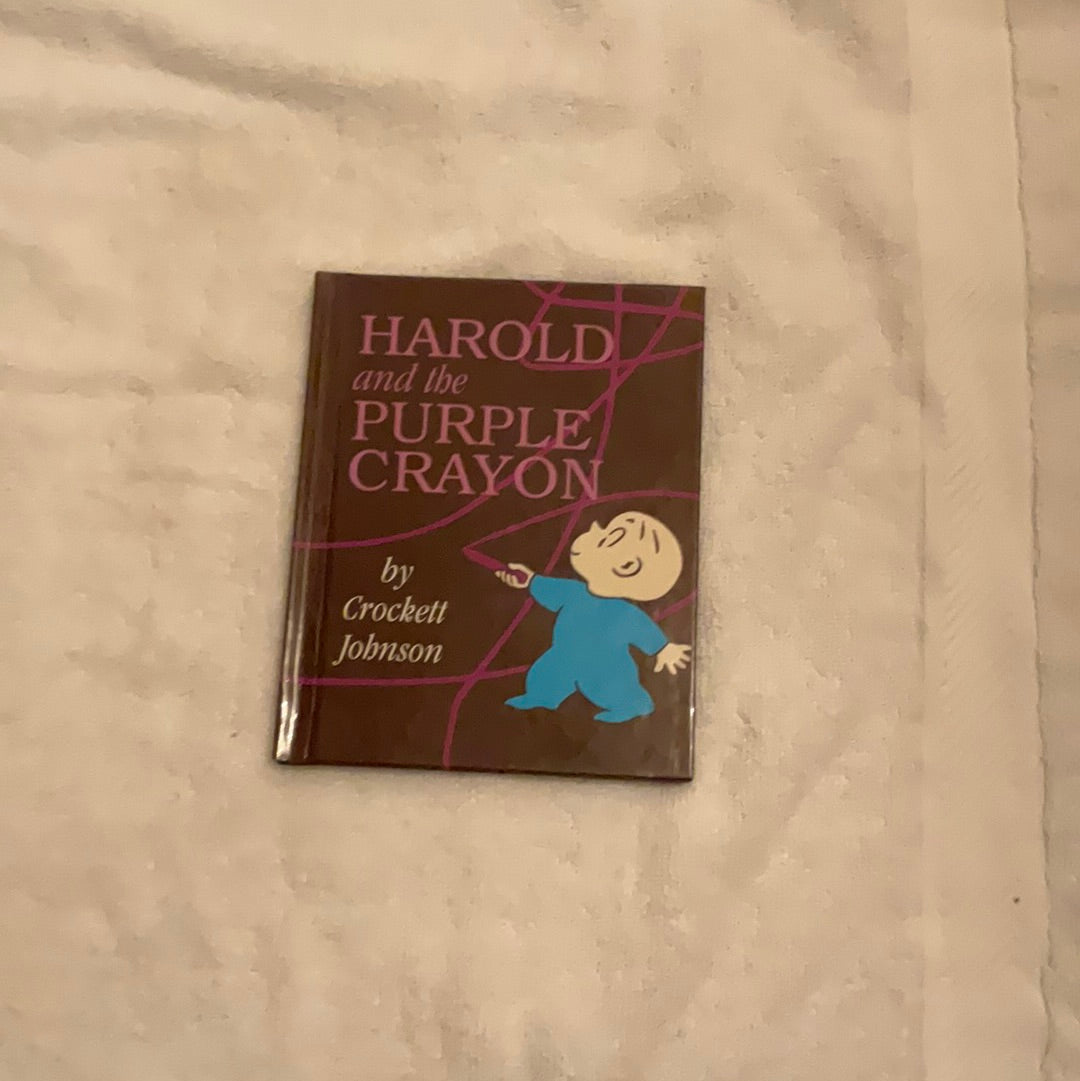 HAROLD
and the
PURPLE
CRAYON
by
Crockett
Johnson